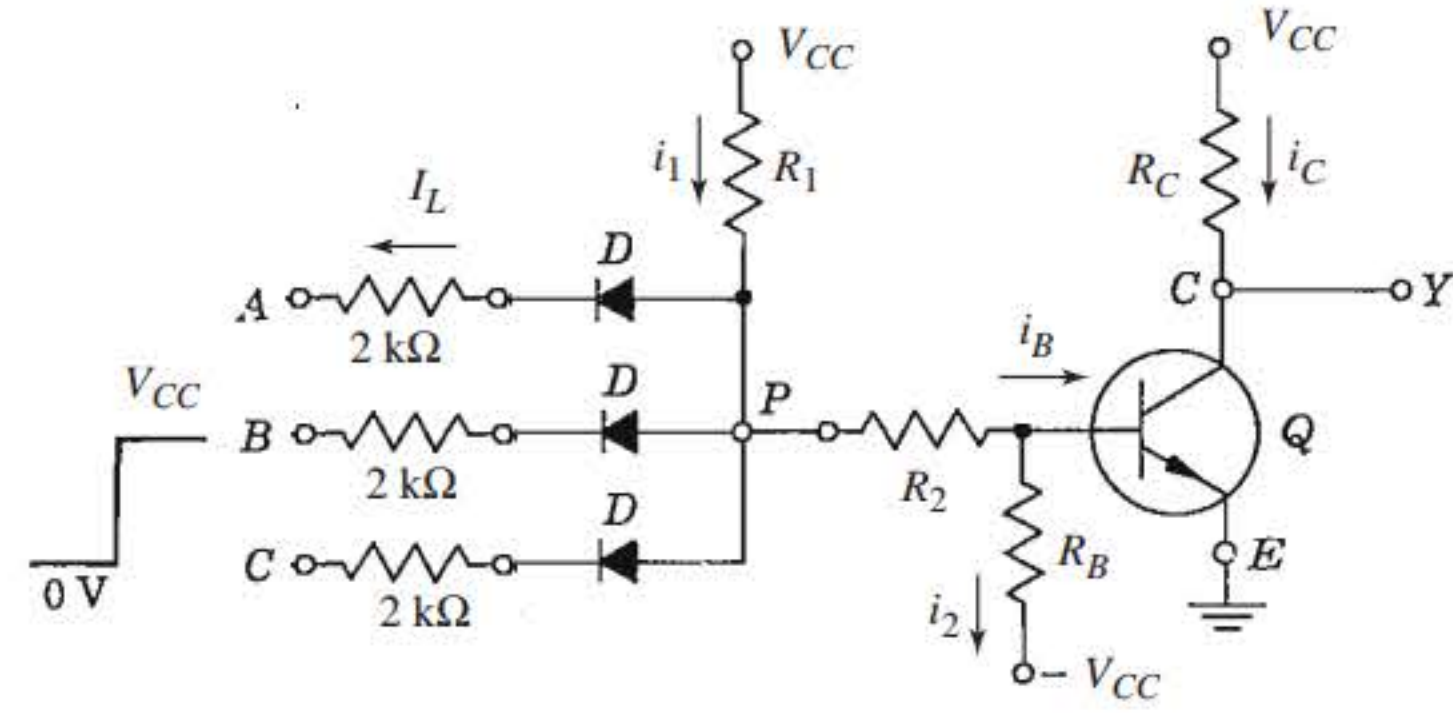 V_CC
V_CC
i_1
R_1
R_C
i_C
I_L
D
A
C
Y
2 kΩ
i_B
V_CC
D
P
B
Q
2 kΩ
R_2
D
C
R_B
E
0 V
2 kΩ
i_2
− V_CC